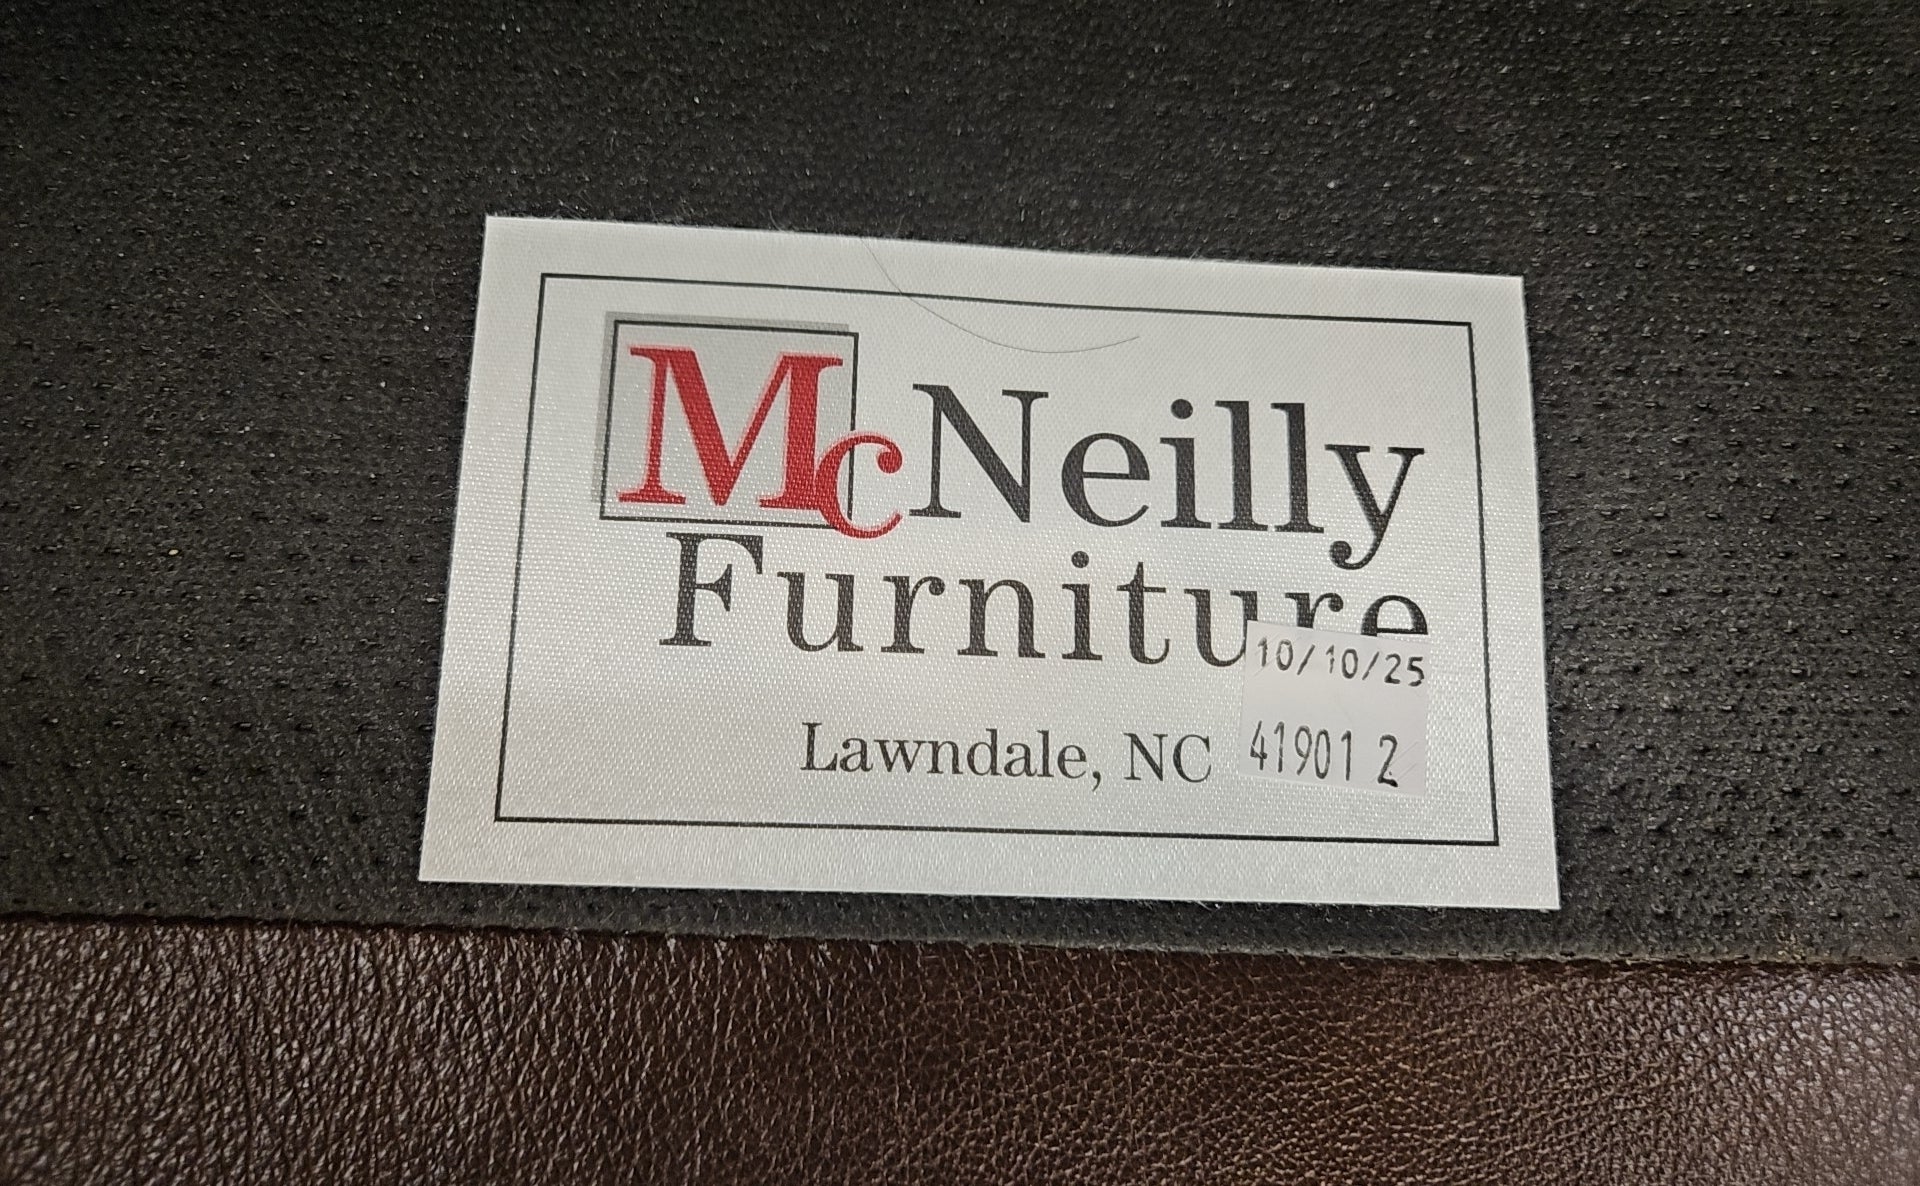 McNeilly
Furniture
10/10/25
Lawndale, NC
41901 2